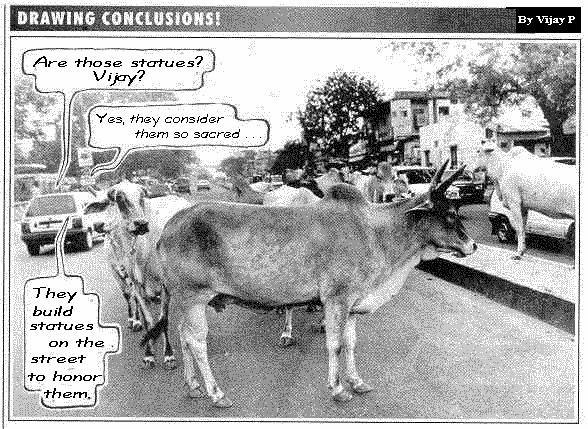 DRAWING CONCLUSIONS!
By Vijay P
Are those statues?
Vijay?
Yes, they consider
them so sacred ...
They
build
statues
on the
street
to honor
them.